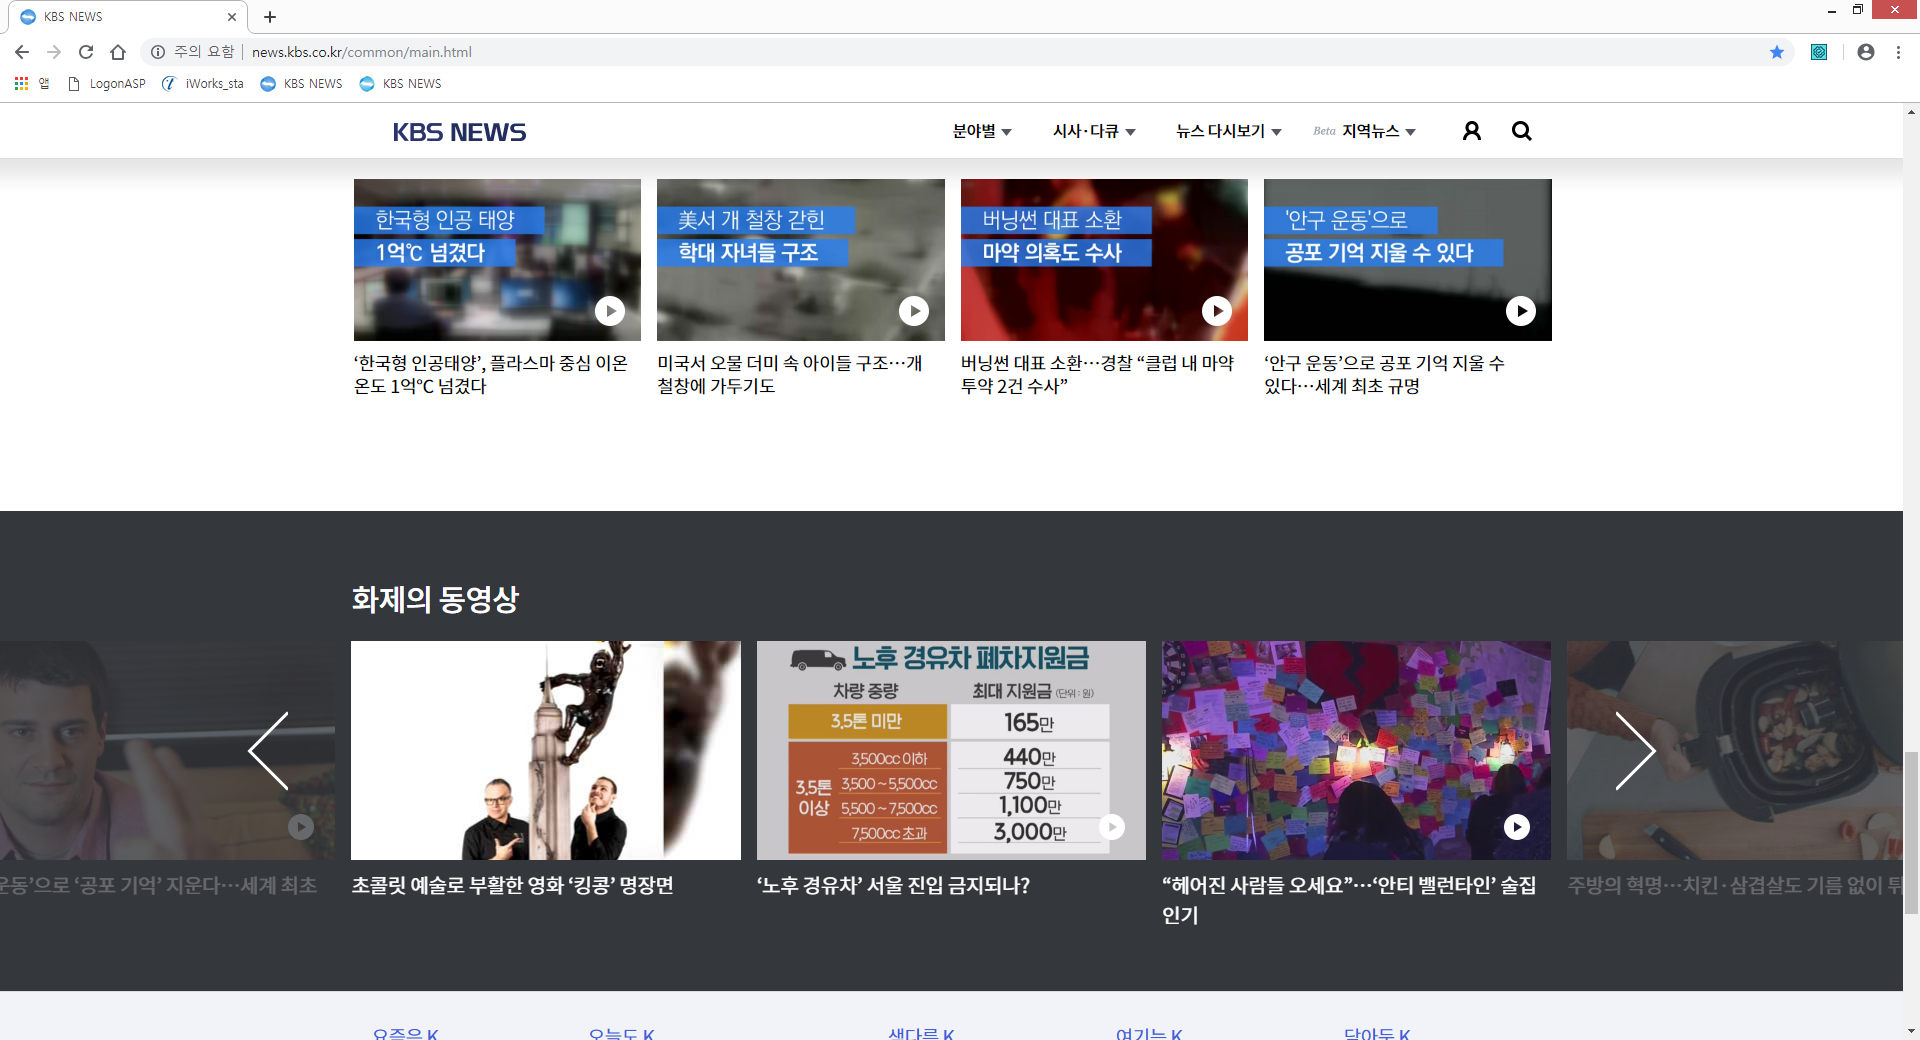 KBS NEWS
주의 요함
news.kbs.co.kr/common/main.html
앱
LogonASP
iWorks_sta
KBS NEWS
KBS NEWS
KBS NEWS
분야별
시사·다큐
뉴스 다시보기
Beta 지역뉴스
한국형 인공 태양
1억℃ 넘겼다
‘한국형 인공태양’, 플라스마 중심 이온
온도 1억℃ 넘겼다
美서 개 철창 갇힌
학대 자녀들 구조
미국서 오물 더미 속 아이들 구조…개
철창에 가두기도
버닝썬 대표 소환
마약 의혹도 수사
버닝썬 대표 소환…경찰 “클럽 내 마약
투약 2건 수사”
'안구 운동'으로
공포 기억 지울 수 있다
‘안구 운동’으로 공포 기억 지울 수
있다…세계 최초 규명
화제의 동영상
운동’으로 ‘공포 기억’ 지운다…세계 최초
초콜릿 예술로 부활한 영화 ‘킹콩’ 명장면
노후 경유차 폐차지원금
차량 중량 최대 지원금 (단위 : 원)
3.5톤 미만 165만
3.5톤 이상
3,500cc 이하 440만
3,500 ~ 5,500cc 750만
5,500 ~ 7,500cc 1,100만
7,500cc 초과 3,000만
‘노후 경유차’ 서울 진입 금지되나?
“헤어진 사람들 오세요”…‘안티 밸런타인’ 술집
인기
주방의 혁명…치킨·삼겹살도 기름 없이 튀
요즘은 K
오늘도 K
색다른 K
여기는 K
담아둔 K